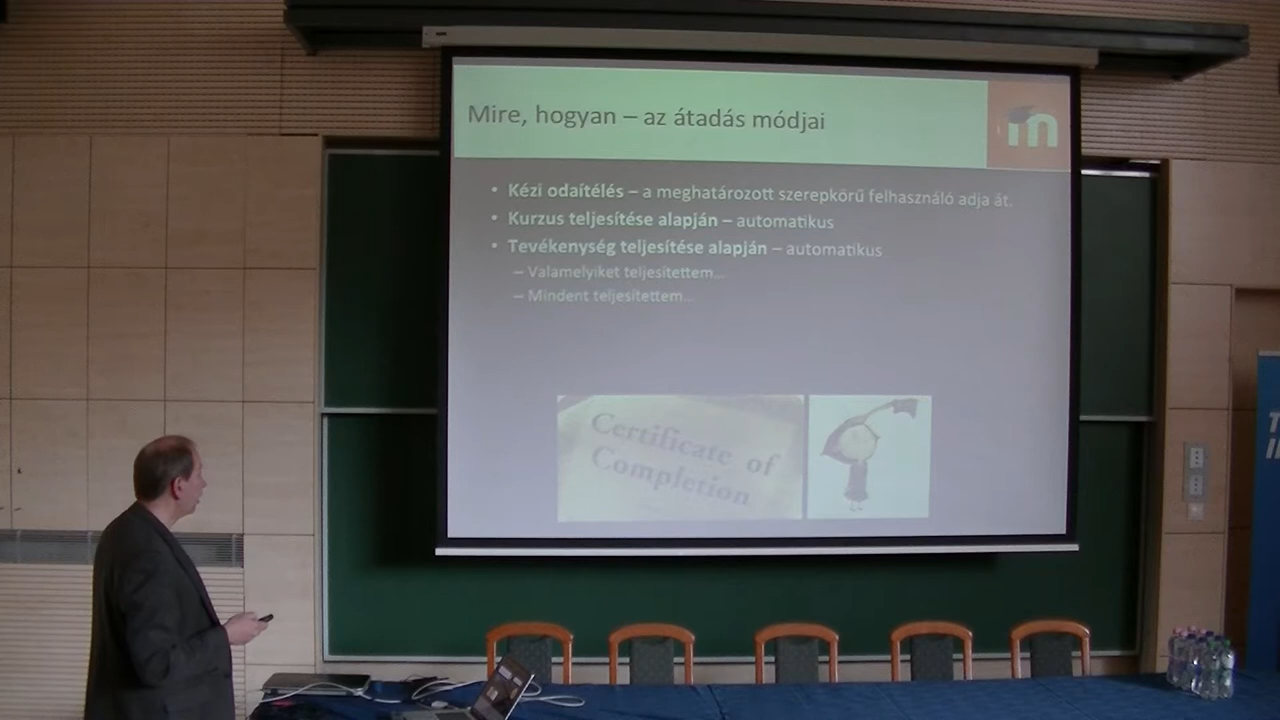 Mire, hogyan – az átadás módjai
m
• Kézi odaítélés – a meghatározott szerepkörű felhasználó adja át.
• Kurzus teljesítése alapján – automatikus
• Tevékenység teljesítése alapján – automatikus
– Valamelyiket teljesítettem...
– Mindent teljesítettem...
Certificate of
Completion